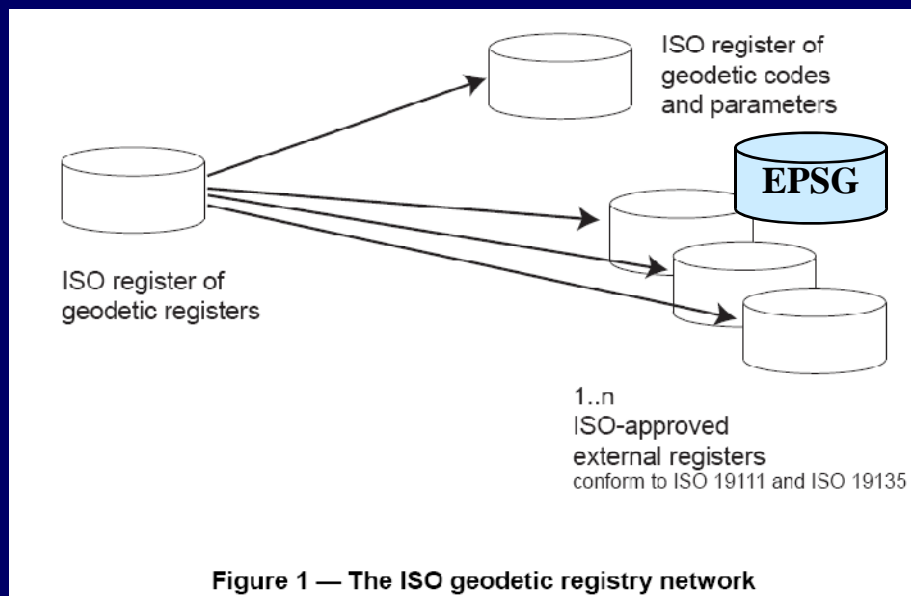 ISO register of
geodetic codes
and parameters
EPSG
ISO register of
geodetic registers
1..n
ISO-approved
external registers
conform to ISO 19111 and ISO 19135
Figure 1 — The ISO geodetic registry network